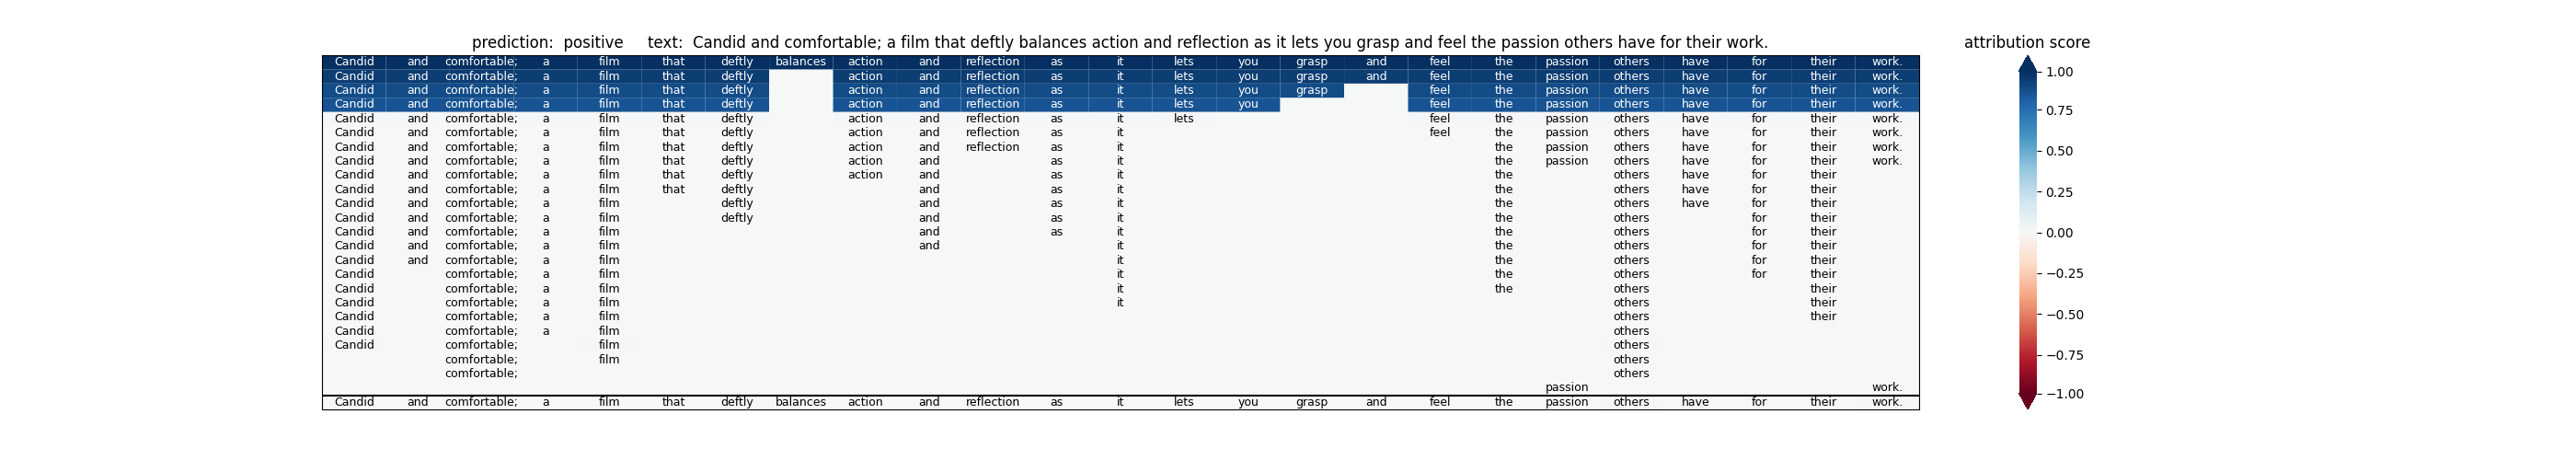 prediction: positive text: Candid and comfortable; a film that deftly balances action and reflection as it lets you grasp and feel the passion others have for their work.
Candid and comfortable; a film that deftly balances action and reflection as it lets you grasp and feel the passion others have for their work.
Candid and comfortable; a film that deftly action and reflection as it lets you grasp and feel the passion others have for their work.
Candid and comfortable; a film that deftly action and reflection as it lets you grasp feel the passion others have for their work.
Candid and comfortable; a film that deftly action and reflection as it lets you feel the passion others have for their work.
Candid and comfortable; a film that deftly action and reflection as it lets feel the passion others have for their work.
Candid and comfortable; a film that deftly action and reflection as it feel the passion others have for their work.
Candid and comfortable; a film that deftly action and reflection as it the passion others have for their work.
Candid and comfortable; a film that deftly action and as it the passion others have for their work.
Candid and comfortable; a film that deftly action and as it the others have for their
Candid and comfortable; a film that deftly and as it the others have for their
Candid and comfortable; a film deftly and as it the others have for their
Candid and comfortable; a film deftly and as it the others for their
Candid and comfortable; a film and as it the others for their
Candid and comfortable; a film and it the others for their
Candid and comfortable; a film it the others for their
Candid comfortable; a film it the others for their
Candid comfortable; a film it the others their
Candid comfortable; a film it others their
Candid comfortable; a film others their
Candid comfortable; a film others
Candid comfortable; film others
comfortable; film others
comfortable; others
passion work.
Candid and comfortable; a film that deftly balances action and reflection as it lets you grasp and feel the passion others have for their work.
attribution score
1.00
0.75
0.50
0.25
0.00
−0.25
−0.50
−0.75
−1.00